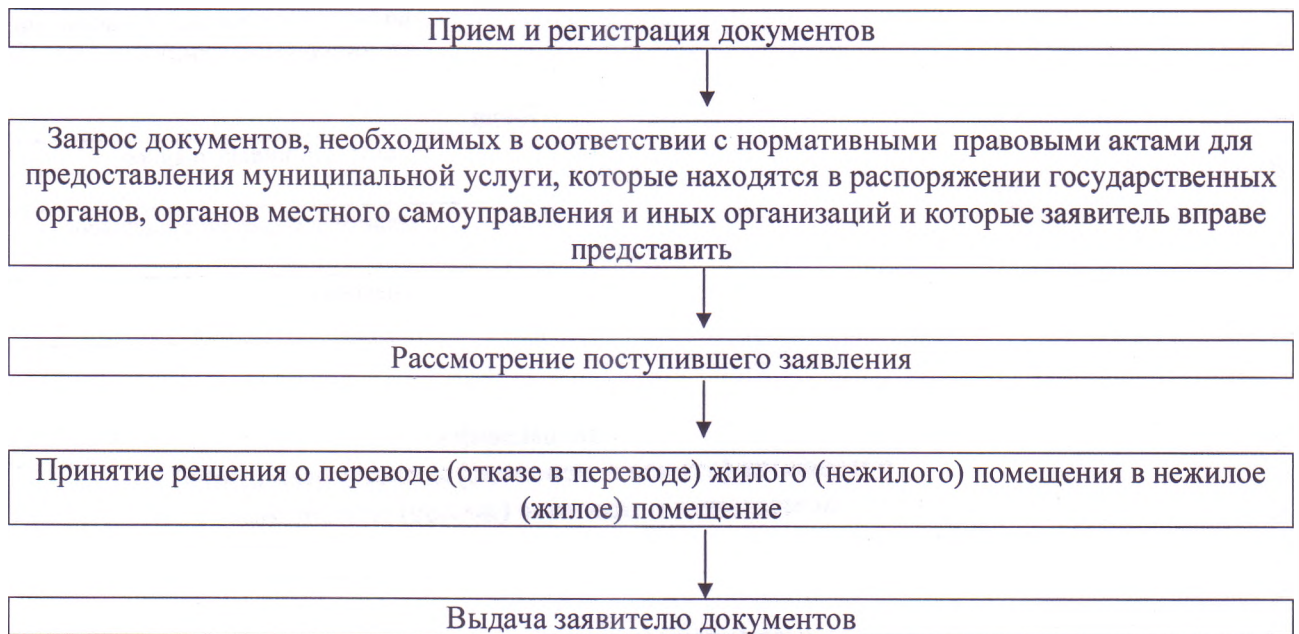 Прием и регистрация документов
Запрос документов, необходимых в соответствии с нормативными правовыми актами для
предоставления муниципальной услуги, которые находятся в распоряжении государственных
органов, органов местного самоуправления и иных организаций и которые заявитель вправе
представить
Рассмотрение поступившего заявления
Принятие решения о переводе (отказе в переводе) жилого (нежилого) помещения в нежилое
(жилое) помещение
Выдача заявителю документов